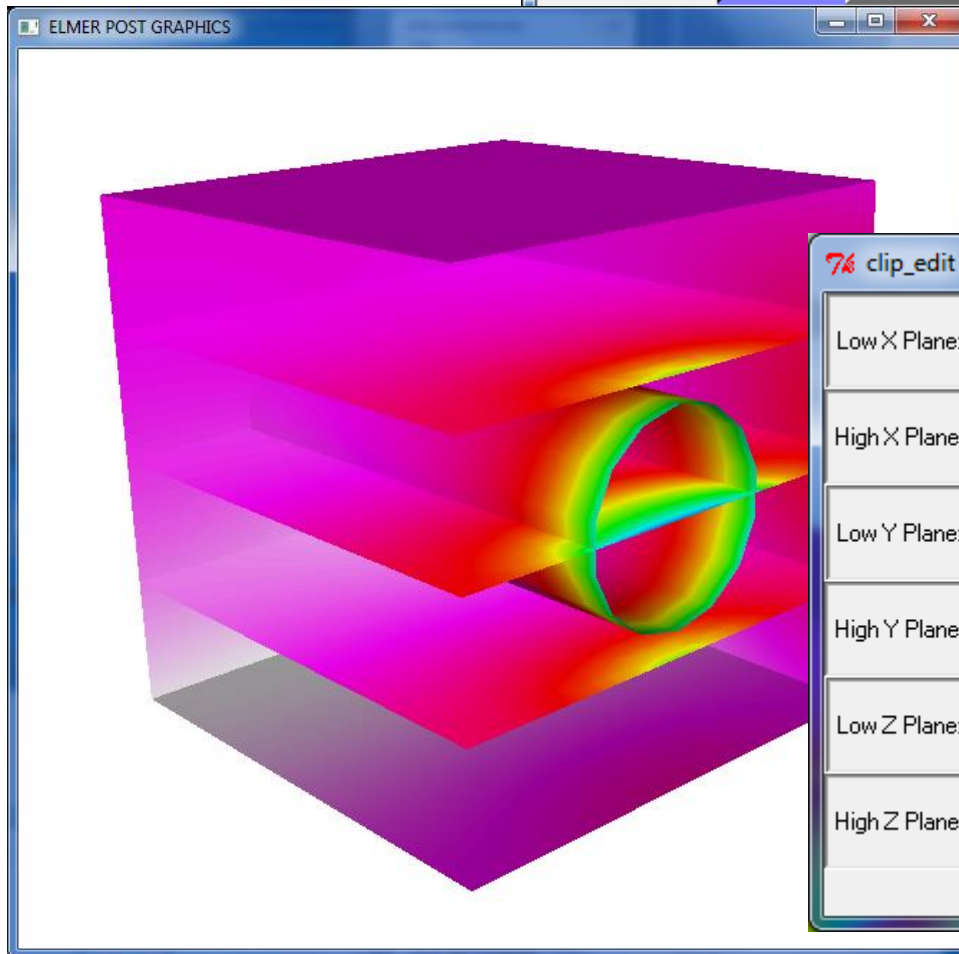 ELMER POST GRAPHICS
clip_edit
Low X Plane:
High X Plane
Low Y Plane:
High Y Plane
Low Z Plane:
High Z Plane